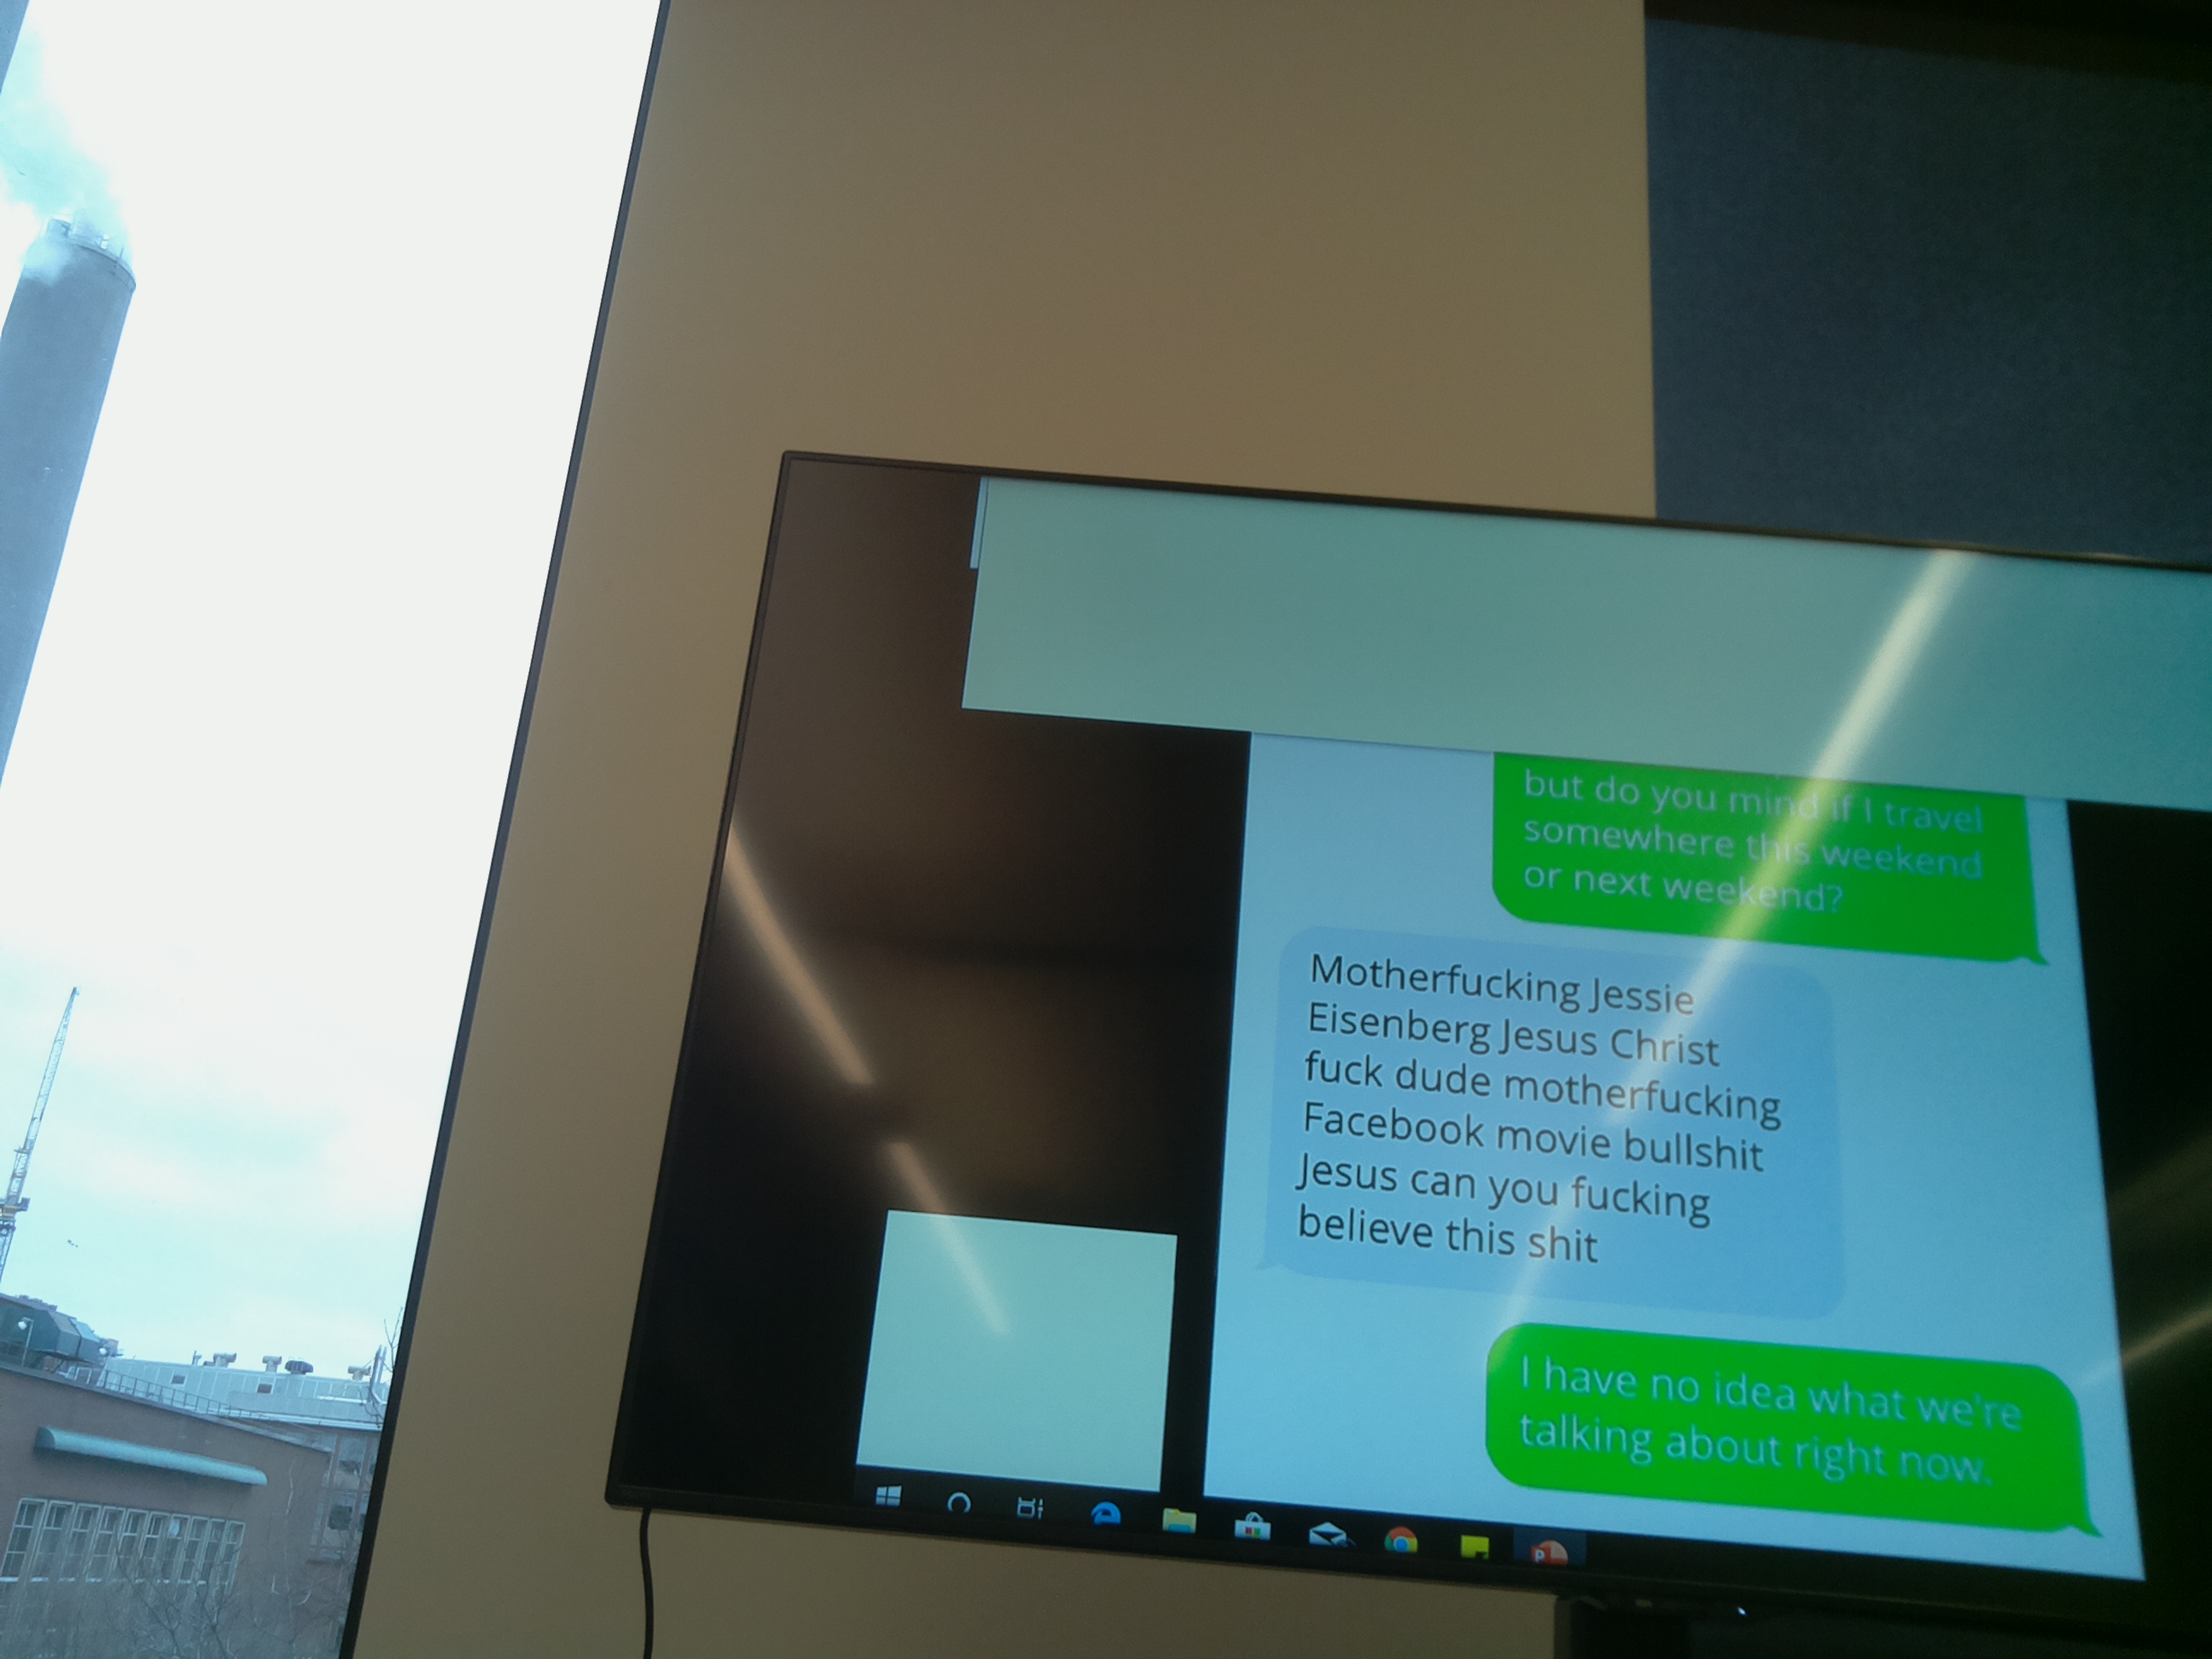 but do you mind if I travel
somewhere this weekend
or next weekend?
Motherfucking Jessie
Eisenberg Jesus Christ
fuck dude motherfucking
Facebook movie bullshit
Jesus can you fucking
believe this shit
I have no idea what we're
talking about right now.